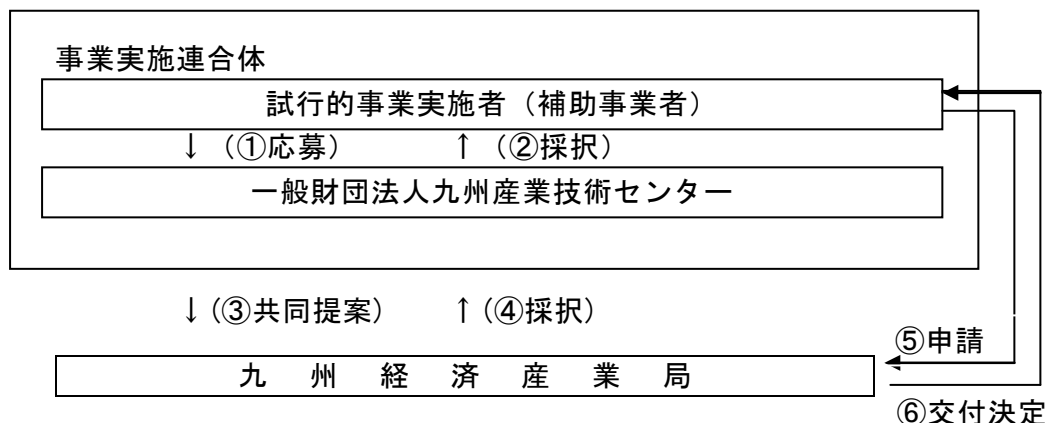 事業実施連合体
試行的事業実施者（補助事業者）
↓（①応募） ↑（②採択）
一般財団法人九州産業技術センター
↓（③共同提案） ↑（④採択）
⑤申請
九 州 経 済 産 業 局
⑥交付決定